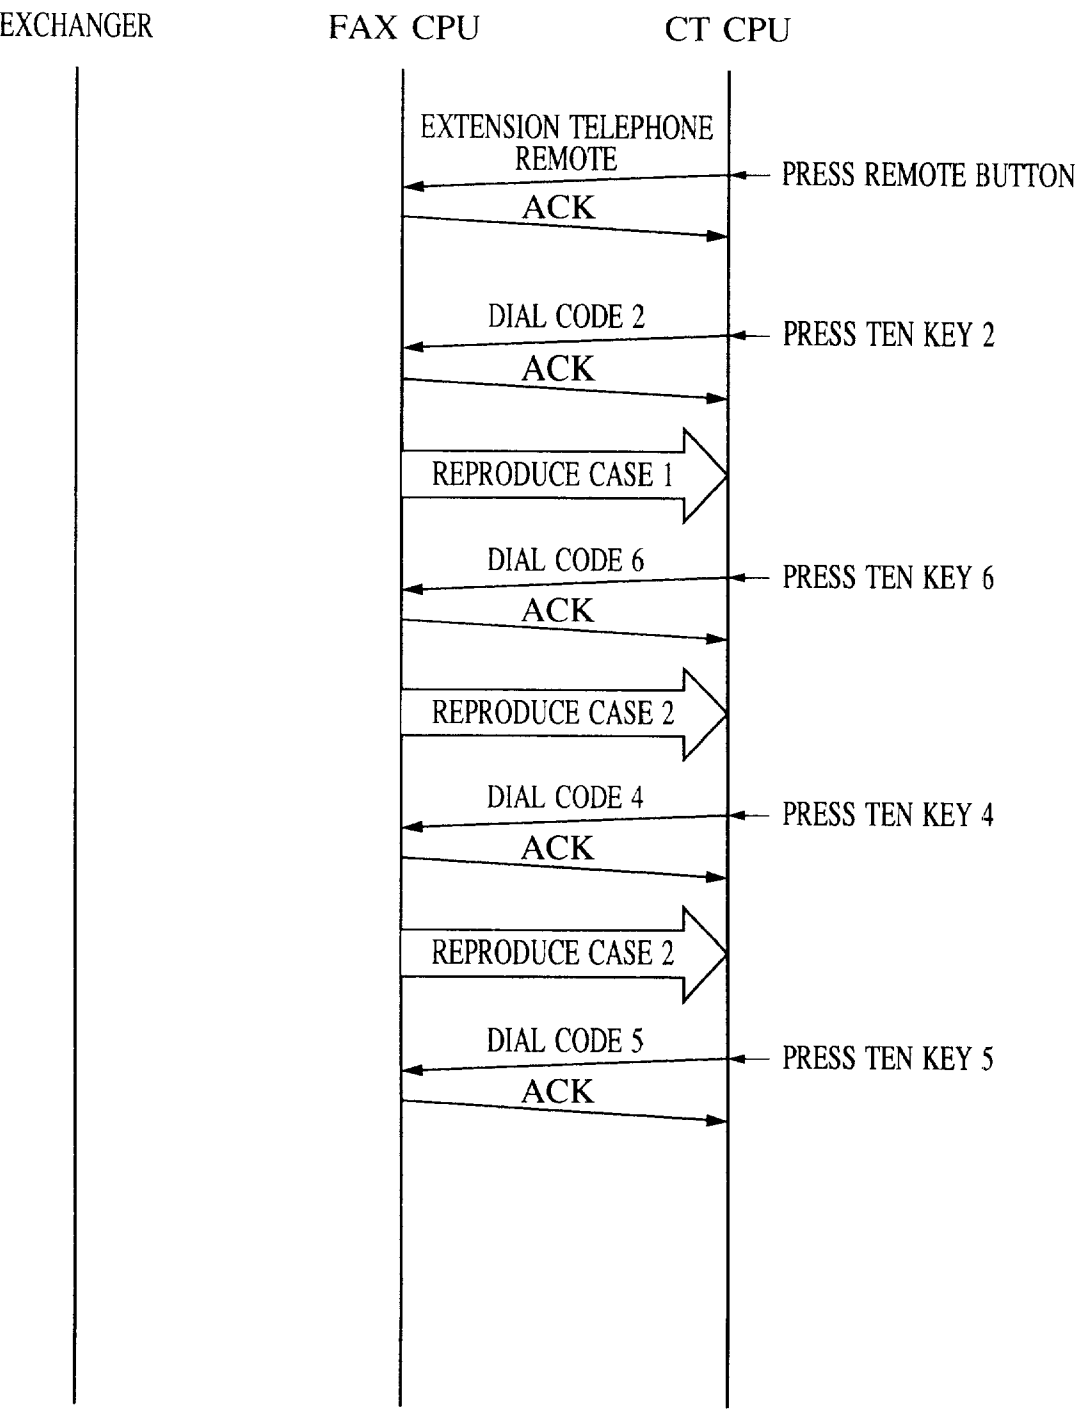 EXCHANGER
FAX CPU
CT CPU
EXTENSION TELEPHONE
REMOTE
PRESS REMOTE BUTTON
ACK
DIAL CODE 2
PRESS TEN KEY 2
ACK
REPRODUCE CASE 1
DIAL CODE 6
PRESS TEN KEY 6
ACK
REPRODUCE CASE 2
DIAL CODE 4
PRESS TEN KEY 4
ACK
REPRODUCE CASE 2
DIAL CODE 5
PRESS TEN KEY 5
ACK